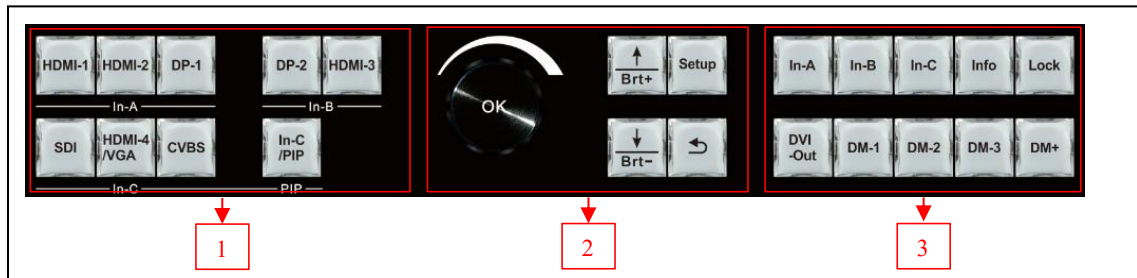 HDMI-1 HDMI-2 DP-1 DP-2 HDMI-3
In-A In-B
SDI HDMI-4 /VGA CVBS In-C /PIP
In-C PIP
OK
↑ Brt+ Setup
↓ Brt-
In-A In-B In-C Info Lock
DVI -Out DM-1 DM-2 DM-3 DM+
1 2 3